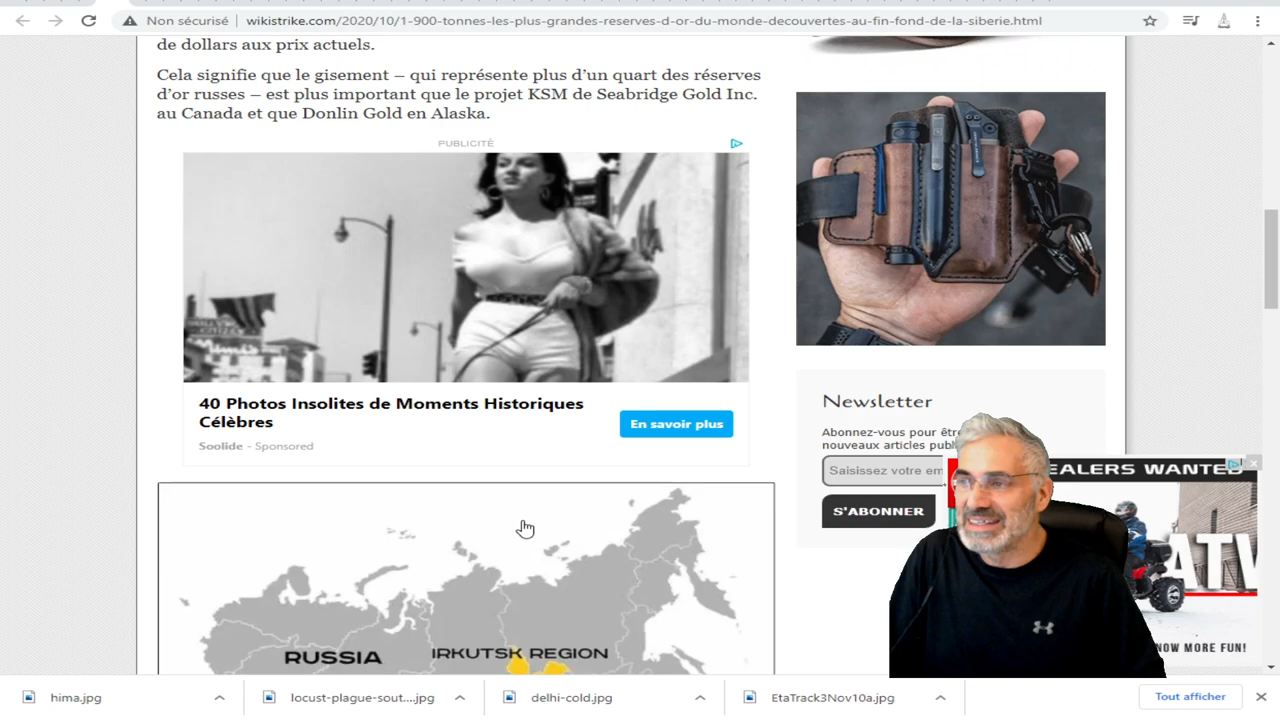 Non sécurisé
wikistrike.com/2020/10/1-900-tonnes-les-plus-grandes-reserves-d-or-du-monde-decouvertes-au-fin-fond-de-la-siberie.html
de dollars aux prix actuels.
Cela signifie que le gisement – qui représente plus d'un quart des réserves
d'or russes – est plus important que le projet KSM de Seabridge Gold Inc.
au Canada et que Donlin Gold en Alaska.
PUBLICITÉ
40 Photos Insolites de Moments Historiques
Célèbres
Soolide - Sponsored
En savoir plus
RUSSIA
IRKUTSK REGION
Newsletter
Abonnez-vous pour
nouveaux articles
Saisissez votre
S'ABONNER
WANTED
ATV
NOW MORE FUN!
hima.jpg
locust-plague-sout....jpg
delhi-cold.jpg
EtaTrack3Nov10a.jpg
Tout afficher